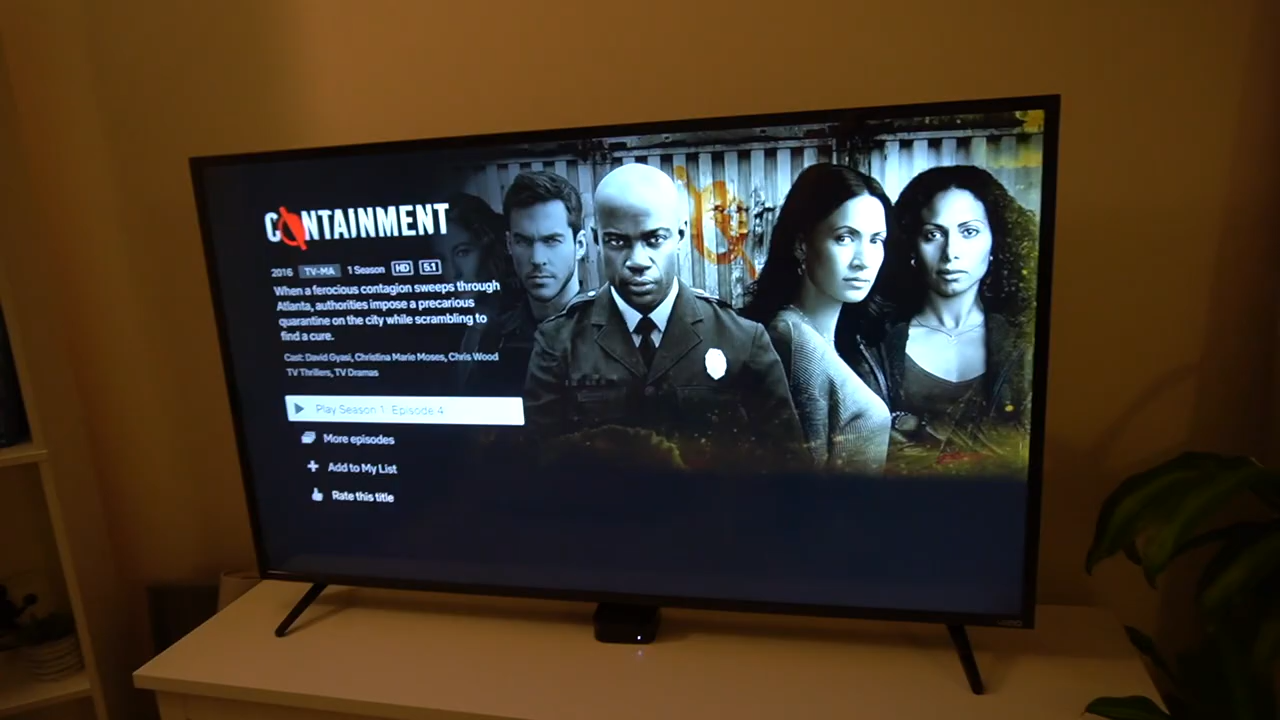 CONTAINMENT
2016 TV-MA 1 Season HD 5.1
When a ferocious contagion sweeps through
Atlanta, authorities impose a precarious
quarantine on the city while scrambling to
find a cure.
Cast: David Gyasi, Christina Marie Moses, Chris Wood
TV Thrillers, TV Dramas
Play Season 1: Episode 4
More episodes
Add to My List
Rate this title
VIZIO